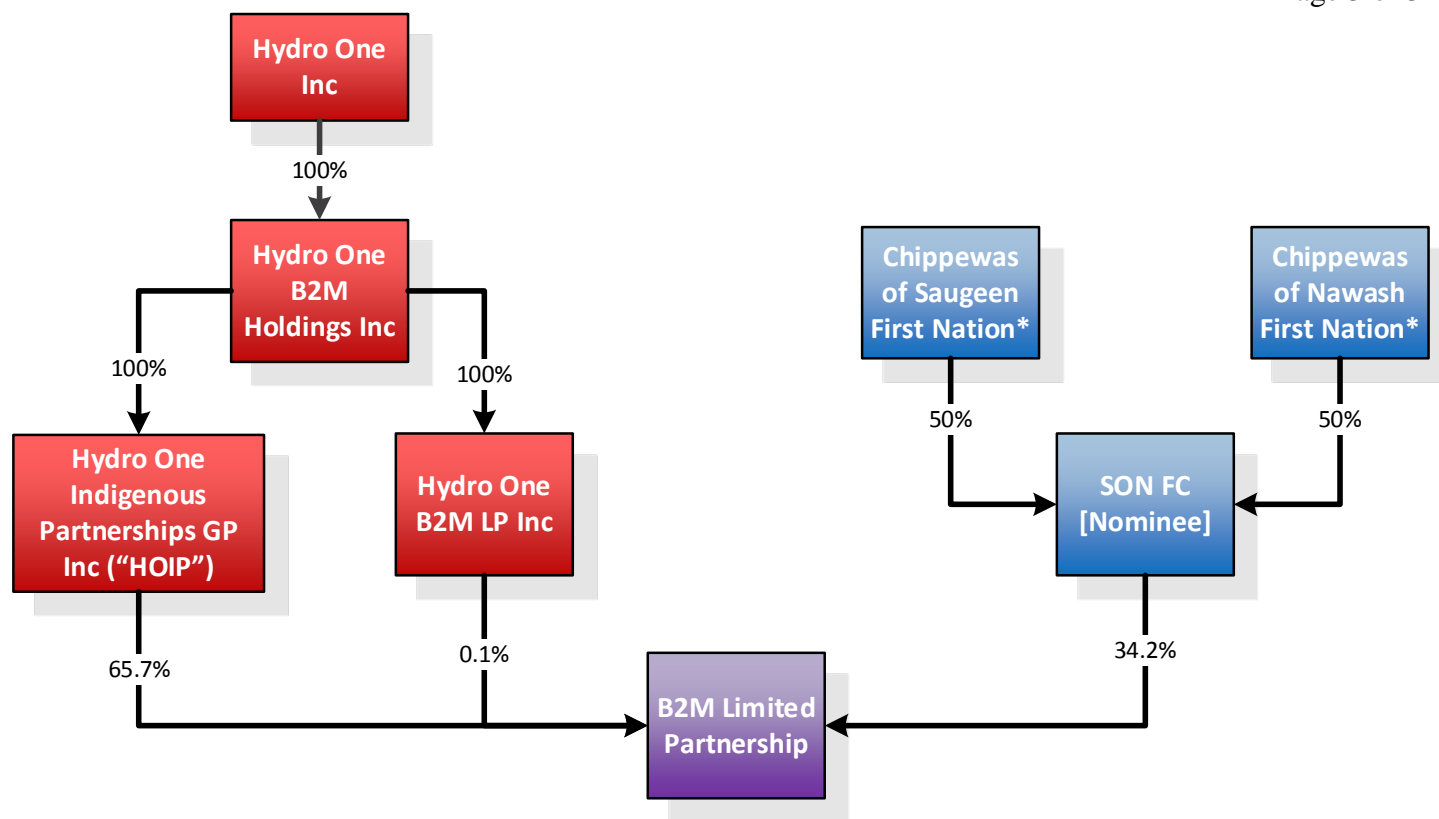 Hydro One
Inc
100%
Hydro One
B2M
Holdings Inc
100%
100%
Hydro One
Indigenous
Partnerships GP
Inc (“HOIP”)
Hydro One
B2M LP Inc
65.7%
0.1%
Chippewas
of Saugeen
First Nation*
Chippewas
of Nawash
First Nation*
50%
50%
SON FC
[Nominee]
34.2%
B2M Limited
Partnership